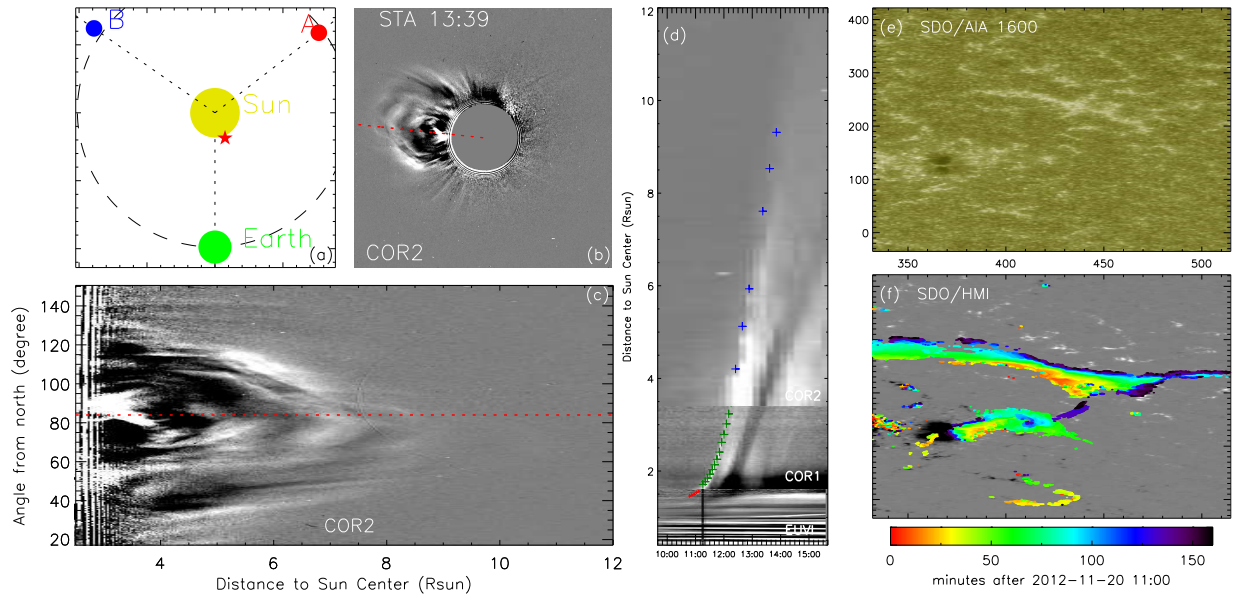 B
A
Sun
Earth
(a)
STA 13:39
COR2
(b)
(c)
Angle from north (degree)
140
120
100
80
60
40
20
COR2
4 6 8 10 12
Distance to Sun Center (Rsun)
(d)
Distance to Sun Center (Rsun)
12
10
8
6
4
2
COR2
COR1
EUVI
10:00 11:00 12:00 13:00 14:00 15:00
(e) SDO/AIA 1600
400
300
200
100
0
350 400 450 500
(f) SDO/HMI
0 50 100 150
minutes after 2012-11-20 11:00